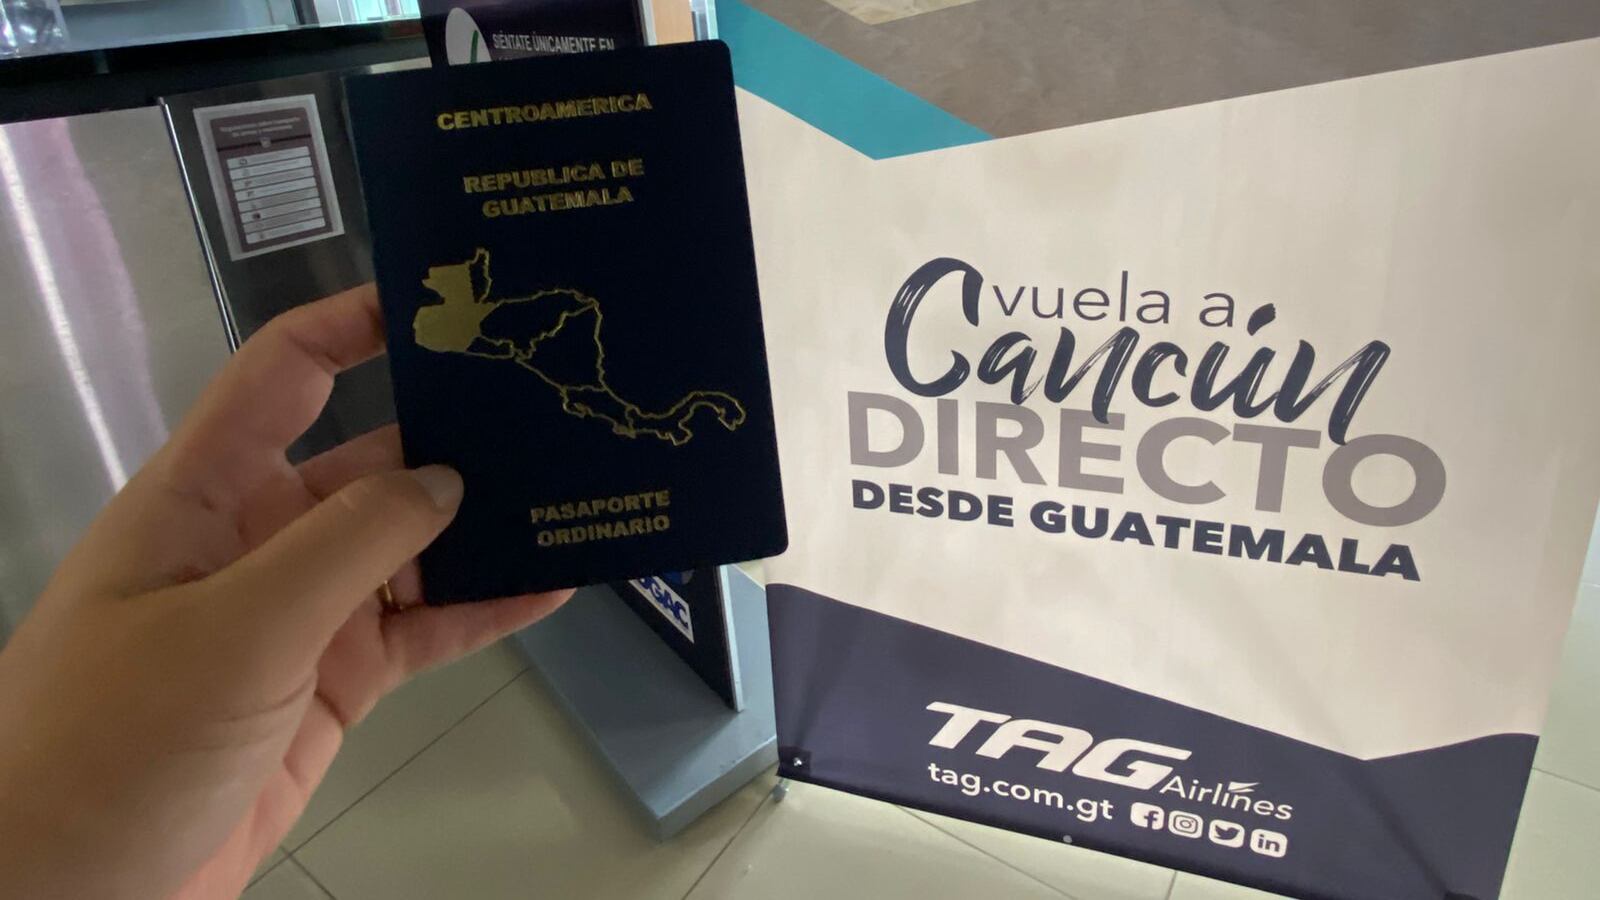 SIÉNTATE ÚNICAMENTE EN
CENTROAMERICA
REPUBLICA DE
GUATEMALA
PASAPORTE
ORDINARIO
DGAC
vuela a
Cancún
DIRECTO
DESDE GUATEMALA
TAG Airlines
tag.com.gt